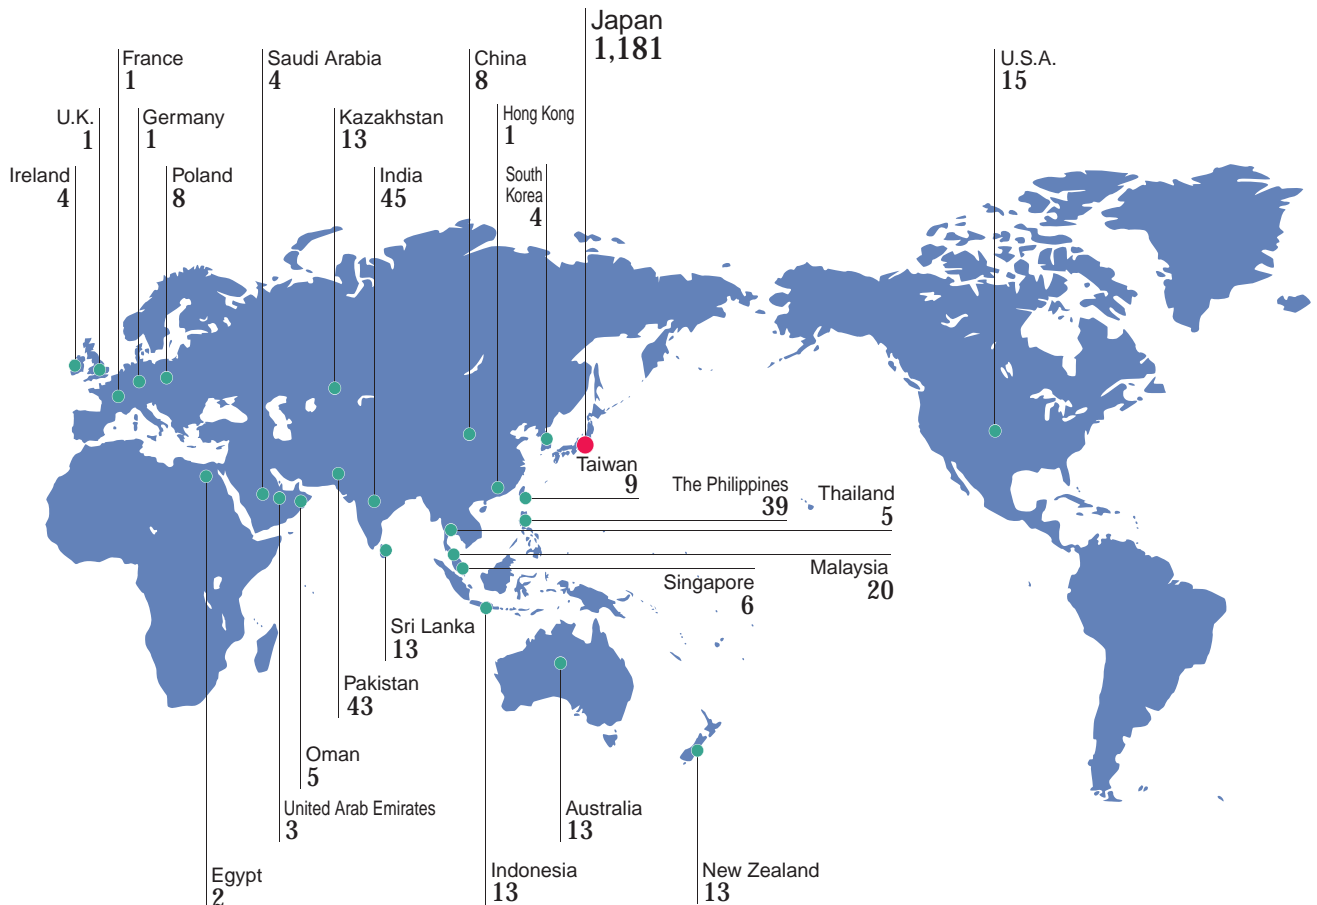 Japan
1,181
France
1
Saudi Arabia
4
China
8
U.S.A.
15
U.K.
1
Germany
1
Kazakhstan
13
Hong Kong
1
Ireland
4
Poland
8
India
45
South
Korea
4
Taiwan
9
The Philippines
39
Thailand
5
Malaysia
20
Singapore
6
Sri Lanka
13
Pakistan
43
Oman
5
United Arab Emirates
3
Australia
13
Egypt
2
Indonesia
13
New Zealand
13